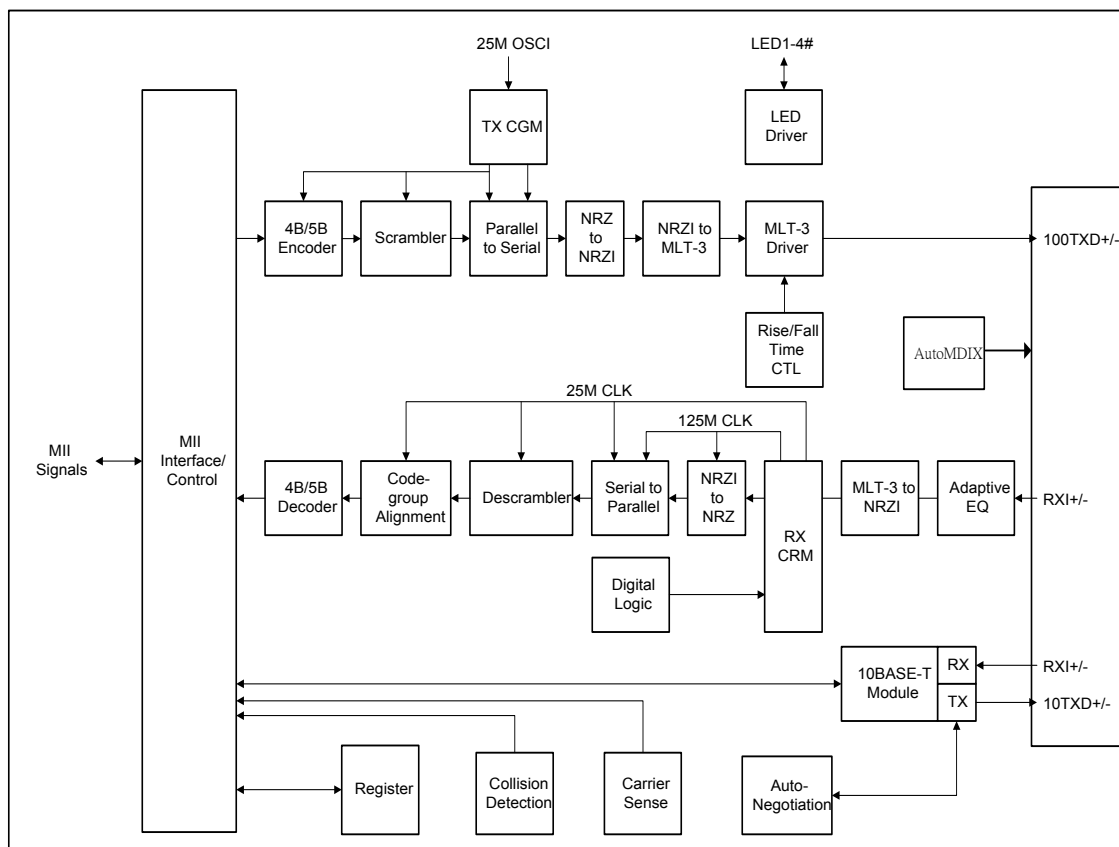 25M OSCI
LED1-4#
TX CGM
LED
Driver
4B/5B
Encoder
Scrambler
Parallel
to Serial
NRZ
to
NRZI
NRZI to
MLT-3
MLT-3
Driver
100TXD+/-
Rise/Fall
Time
CTL
AutoMDIX
25M CLK
125M CLK
MII
Signals
MII
Interface/
Control
4B/5B
Decoder
Code-
group
Alignment
Descrambler
Serial to
Parallel
NRZI
to
NRZ
RX
CRM
MLT-3 to
NRZI
Adaptive
EQ
RXI+/-
Digital
Logic
10BASE-T
Module
RX
TX
RXI+/-
10TXD+/-
Register
Collision
Detection
Carrier
Sense
Auto-
Negotiation